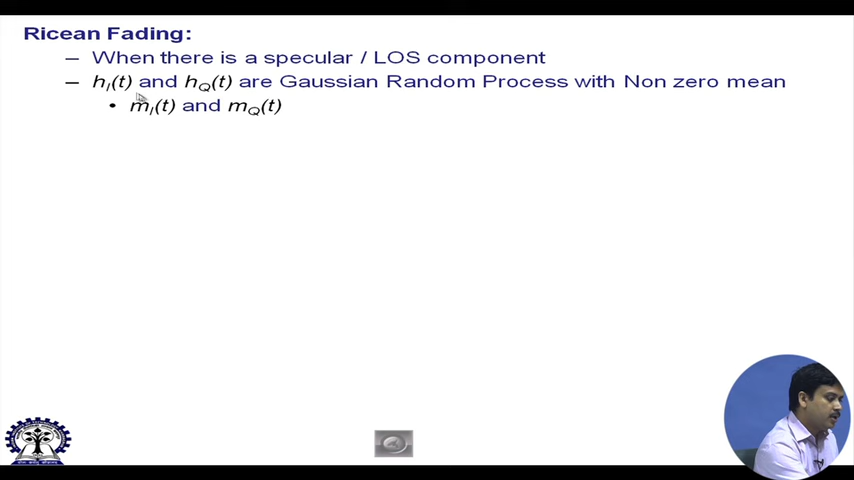 Ricean Fading:
– When there is a specular / LOS component
– hI(t) and hQ(t) are Gaussian Random Process with Non zero mean
• mI(t) and mQ(t)